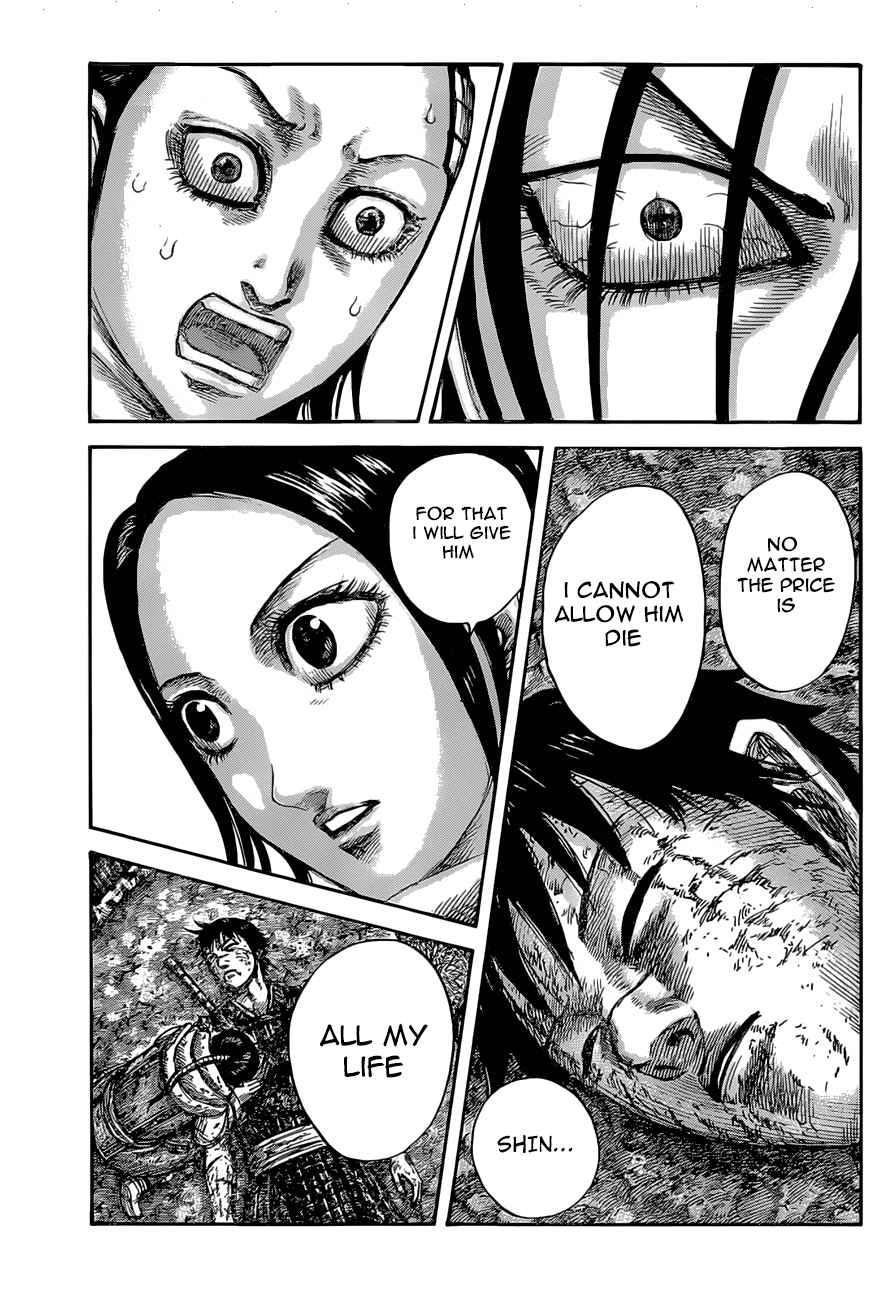 NO
MATTER
THE PRICE
IS
I CANNOT
ALLOW HIM
DIE
SHIN...
FOR THAT
I WILL GIVE
HIM
ALL MY
LIFE